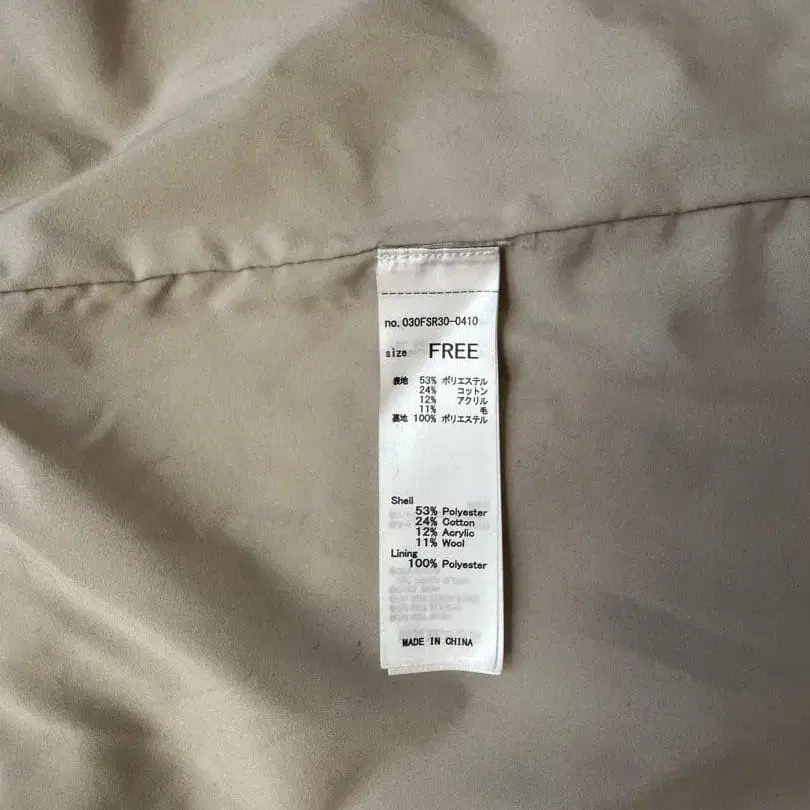 no. 030FSR30-0410
size FREE
表地 53% ポリエステル
24% コットン
12% アクリル
11% 毛
裏地 100% ポリエステル
Shell
53% Polyester
24% Cotton
12% Acrylic
11% Wool
Lining
100% Polyester
MADE IN CHINA